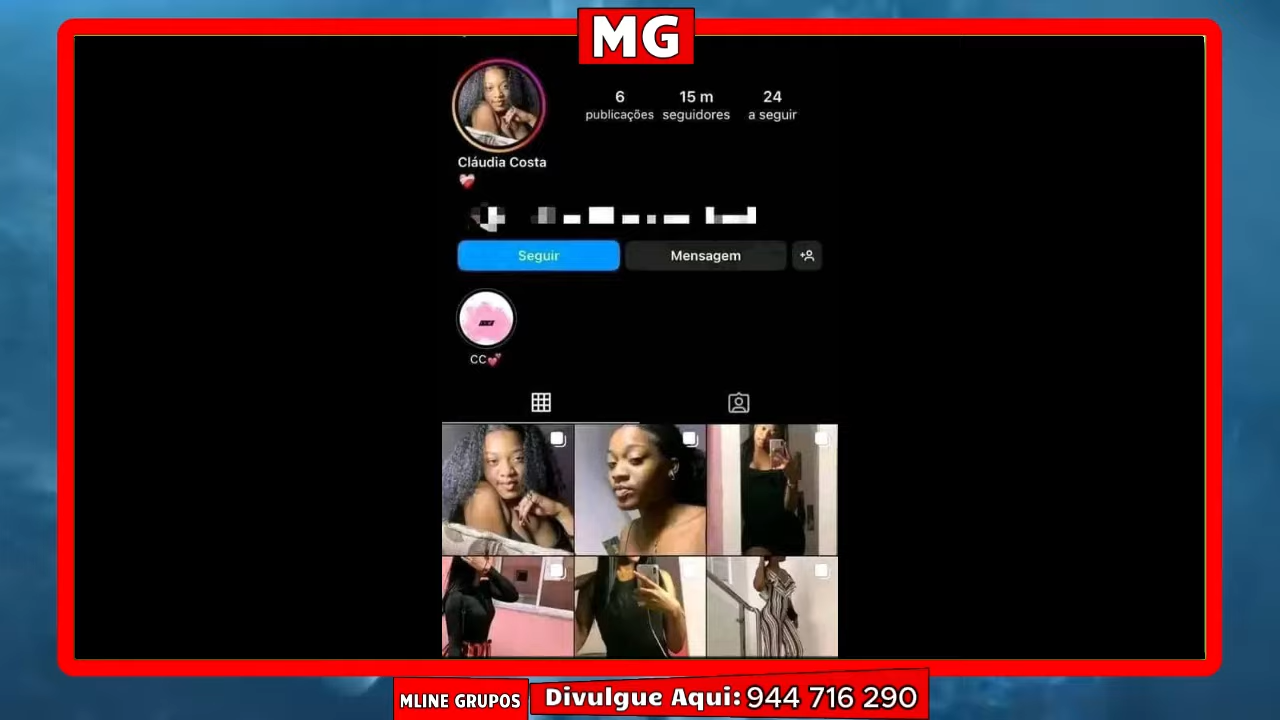 MG
6 15 m 24
publicações seguidores a seguir
Cláudia Costa
Seguir Mensagem
CC
MLINE GRUPOS Divulgue Aqui: 944 716 290